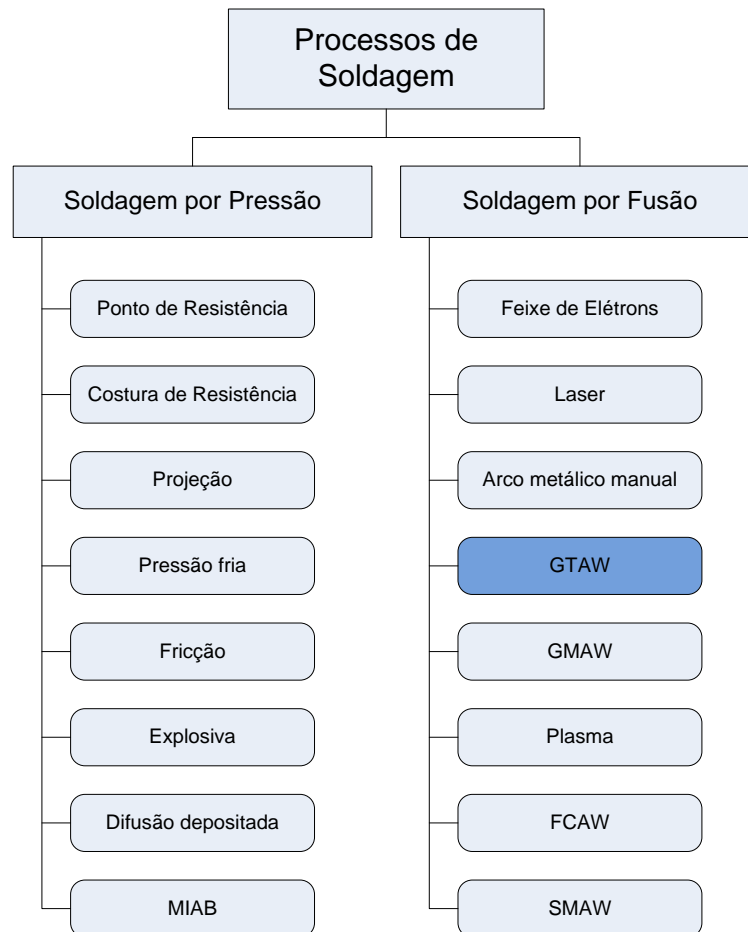 Processos de
Soldagem
Soldagem por Pressão
Ponto de Resistência
Costura de Resistência
Projeção
Pressão fria
Fricção
Explosiva
Difusão depositada
MIAB
Soldagem por Fusão
Feixe de Elétrons
Laser
Arco metálico manual
GTAW
GMAW
Plasma
FCAW
SMAW